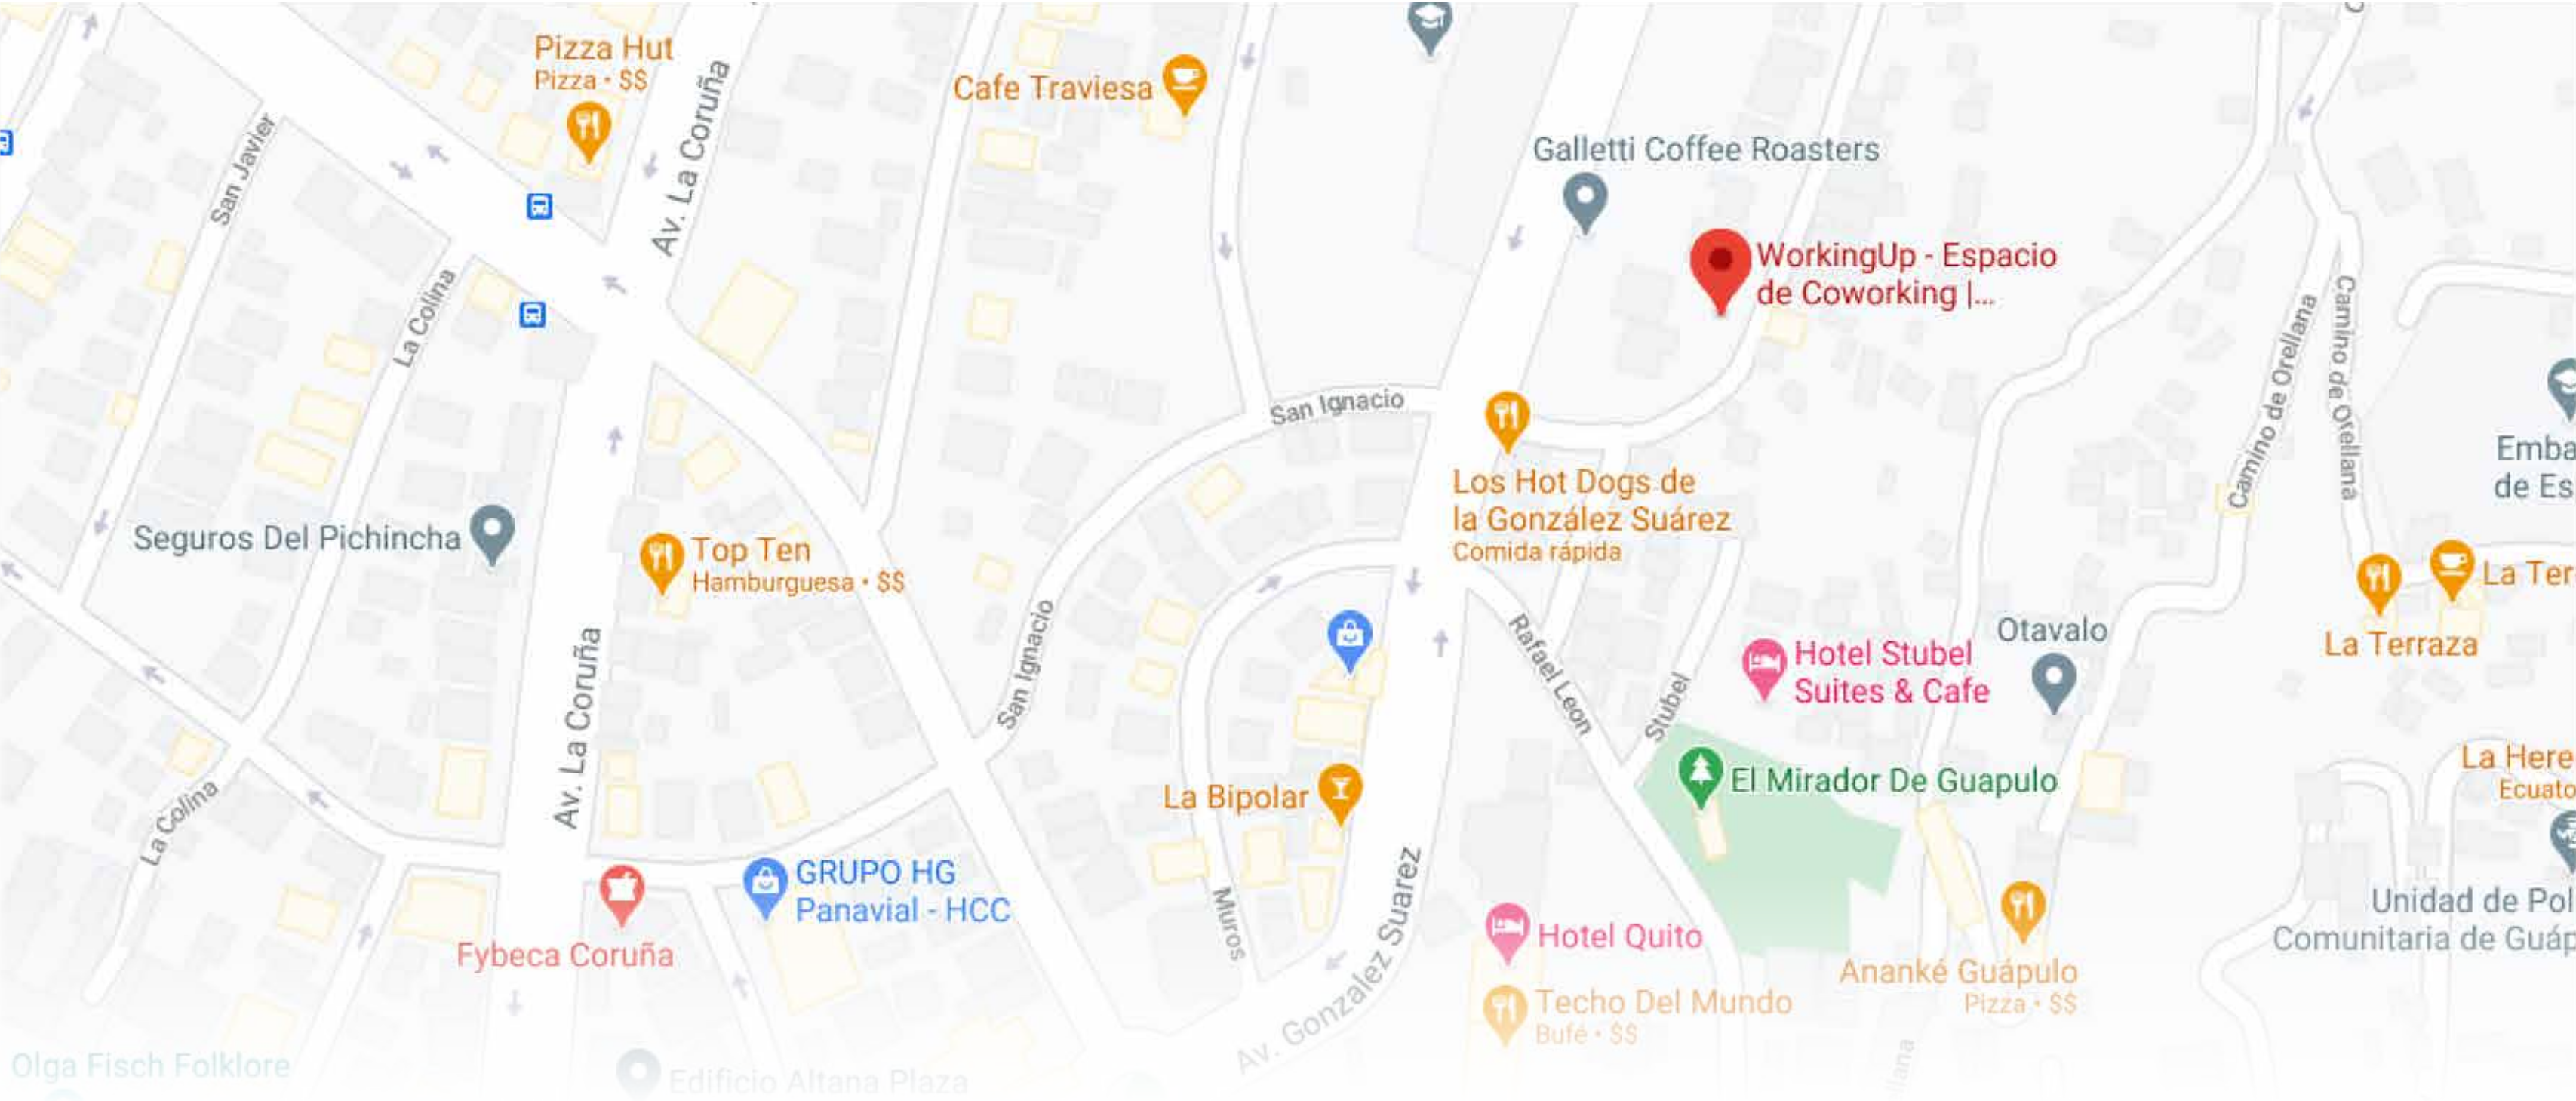 Pizza Hut
Pizza • $$
Av. La Coruña
Cafe Traviesa
San Javier
Galletti Coffee Roasters
WorkingUp - Espacio
de Coworking |...
La Colina
San Ignacio
Camino de Orellana
Camino de Orellana
Los Hot Dogs de
la González Suárez
Comida rápida
Emba
de Es
Seguros Del Pichincha
Top Ten
Hamburguesa • $$
La Ter
La Terraza
Av. La Coruña
San Ignacio
Rafael Leon
Stubel
Hotel Stubel
Suites & Cafe
Otavalo
La Colina
La Bipolar
El Mirador De Guapulo
La Here
Ecuato
GRUPO HG
Panavial - HCC
Fybeca Coruña
Muros
Av. Gonzalez Suarez
Hotel Quito
Techo Del Mundo
Bufé • $$
Ananké Guápulo
Pizza • $$
Unidad de Pol
Comunitaria de Guáp
Olga Fisch Folklore
Edificio Altana Plaza
llana